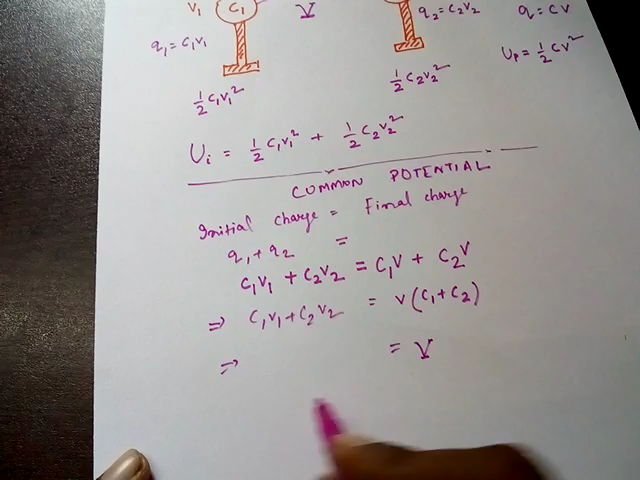 V₁ C₁ V q₂=C₂V₂ q = CV
q₁=C₁V₁ Uₚ=½CV²
½C₁V₁² ½C₂V₂²
Uᵢ = ½C₁V₁² + ½C₂V₂²
COMMON POTENTIAL
Initial charge = Final charge
q₁+q₂ =
C₁V₁ + C₂V₂ = C₁V + C₂V
⇒ C₁V₁+C₂V₂ = V(C₁+C₂)
⇒ = V